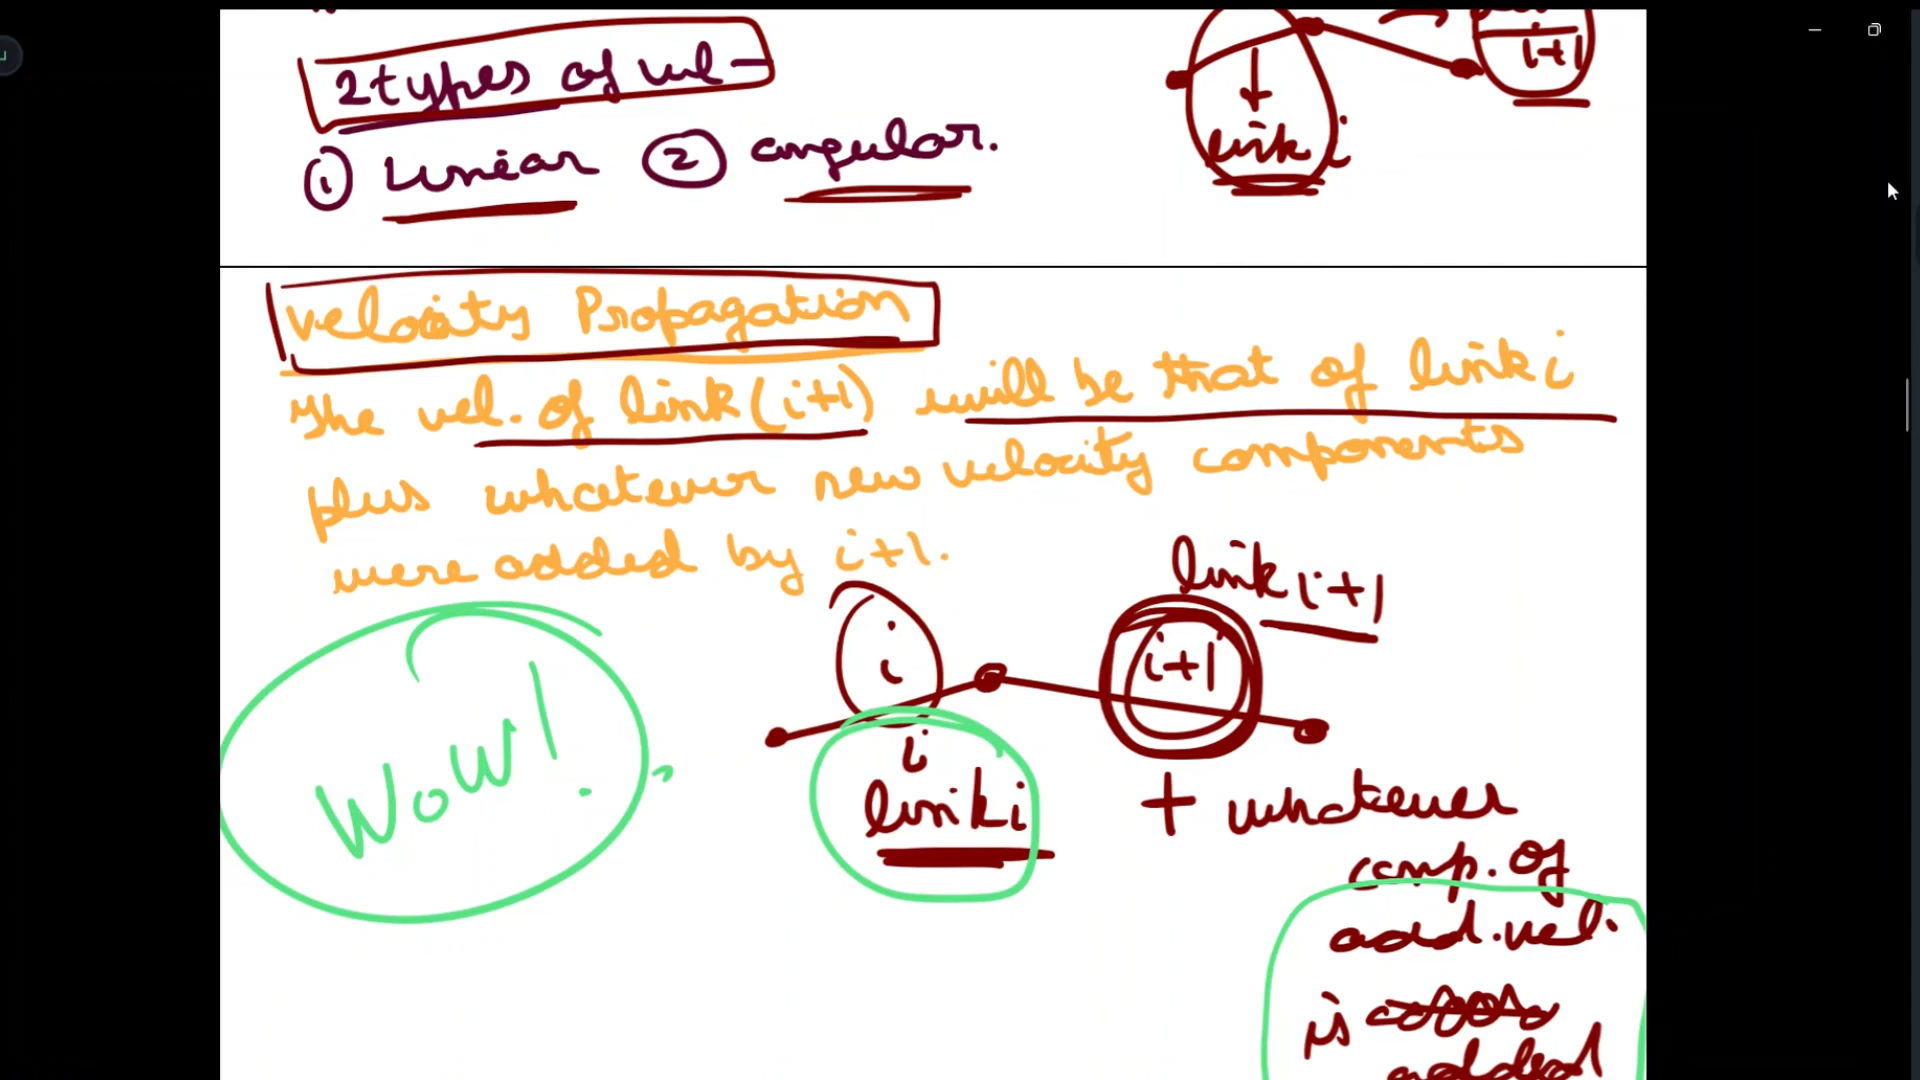 2 types of vel -
① Linear ② angular.
link i
i+1
Velocity Propagation
The vel. of link (i+1) will be that of link i
plus whatever new velocity components
were added by i+1.
link i+1
i
i+1
i
link i
WOW!
+ whatever
comp. of
add. vel.
is
added